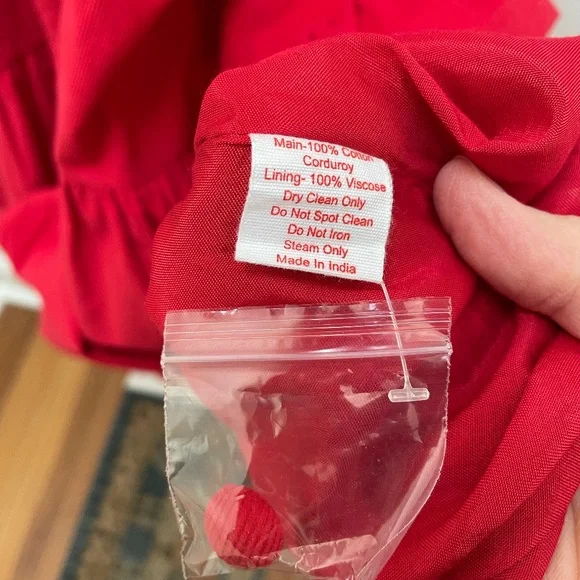 Main-100% Cotton
Corduroy
Lining- 100% Viscose
Dry Clean Only
Do Not Spot Clean
Do Not Iron
Steam Only
Made In India